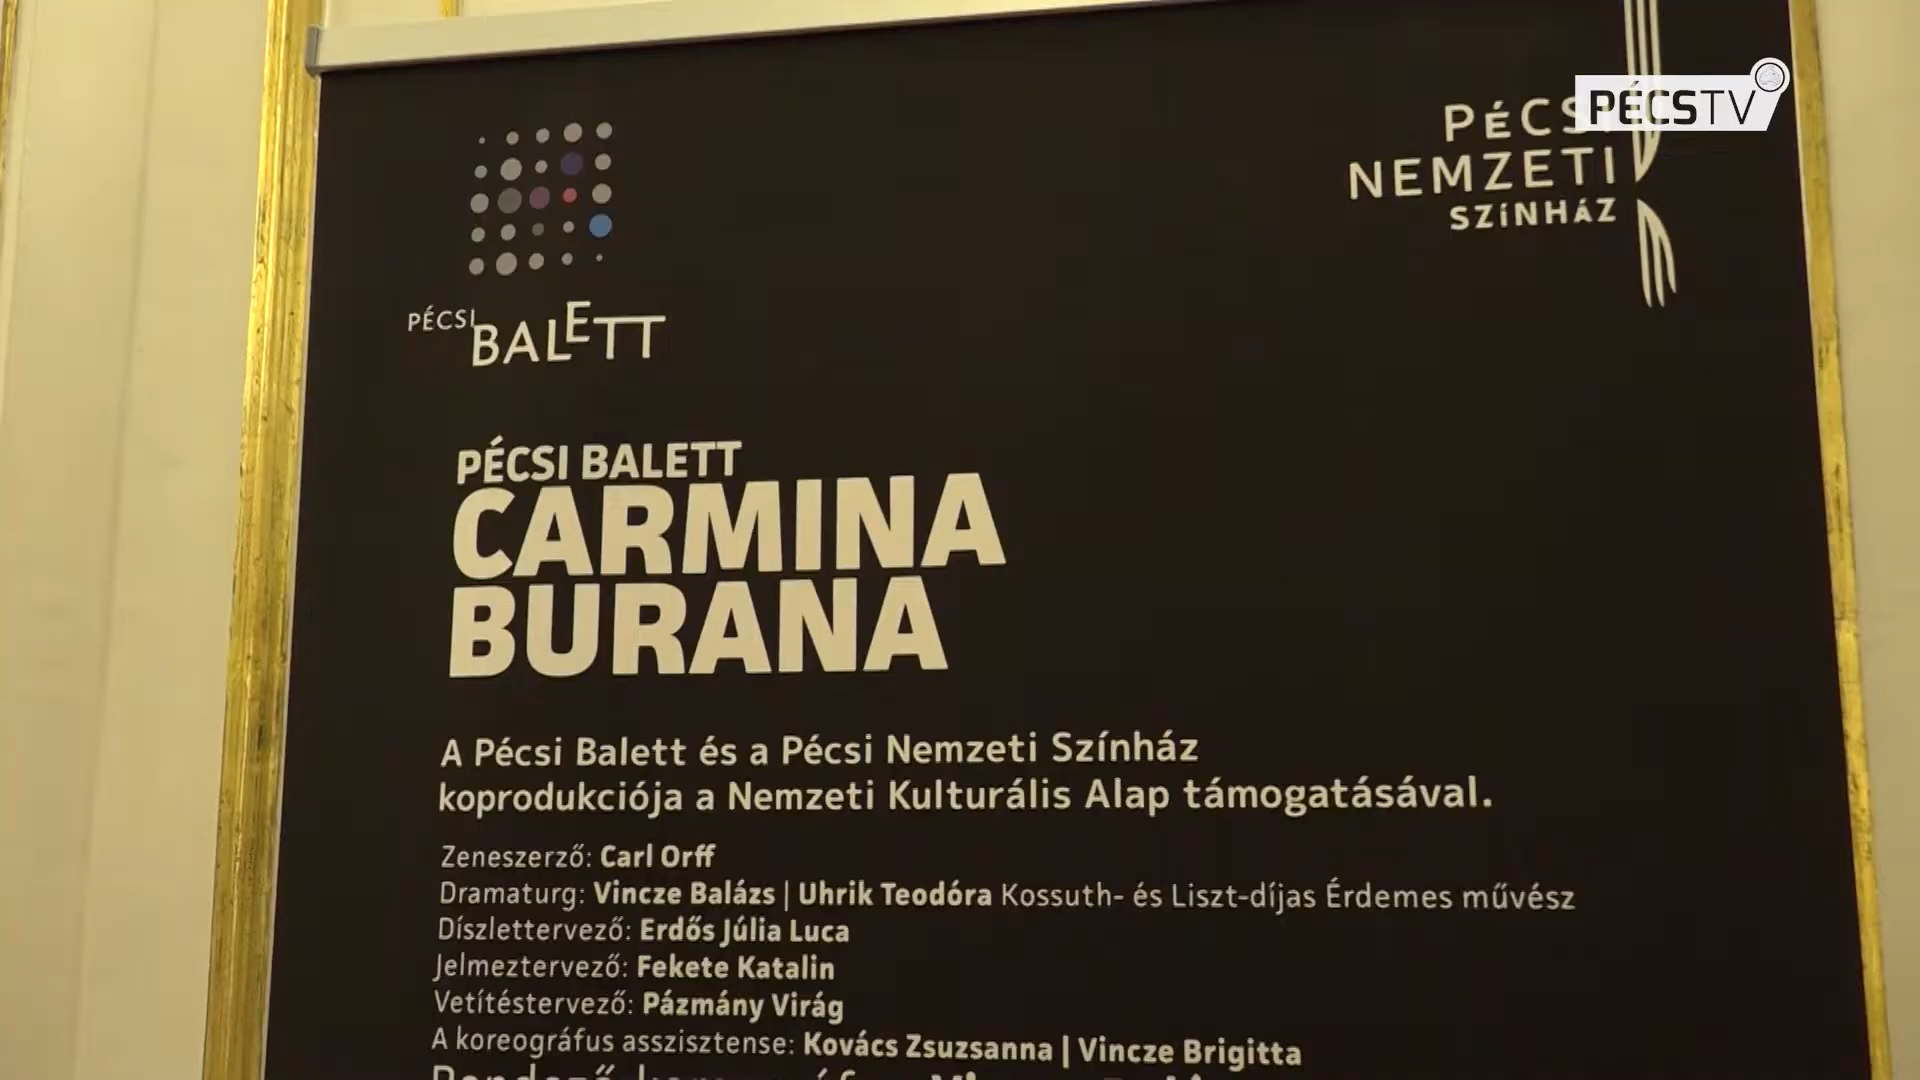 PÉCSTV
PÉCSI
NEMZETI
SZÍNHÁZ
PÉCSI BALETT
PÉCSI BALETT
CARMINA
BURANA
A Pécsi Balett és a Pécsi Nemzeti Színház
koprodukciója a Nemzeti Kulturális Alap támogatásával.
Zeneszerző: Carl Orff
Dramaturg: Vincze Balázs | Uhrik Teodóra Kossuth- és Liszt-díjas Érdemes művész
Díszlettervező: Erdős Júlia Luca
Jelmeztervező: Fekete Katalin
Vetítéstervező: Pázmány Virág
A koreográfus asszisztense: Kovács Zsuzsanna | Vincze Brigitta